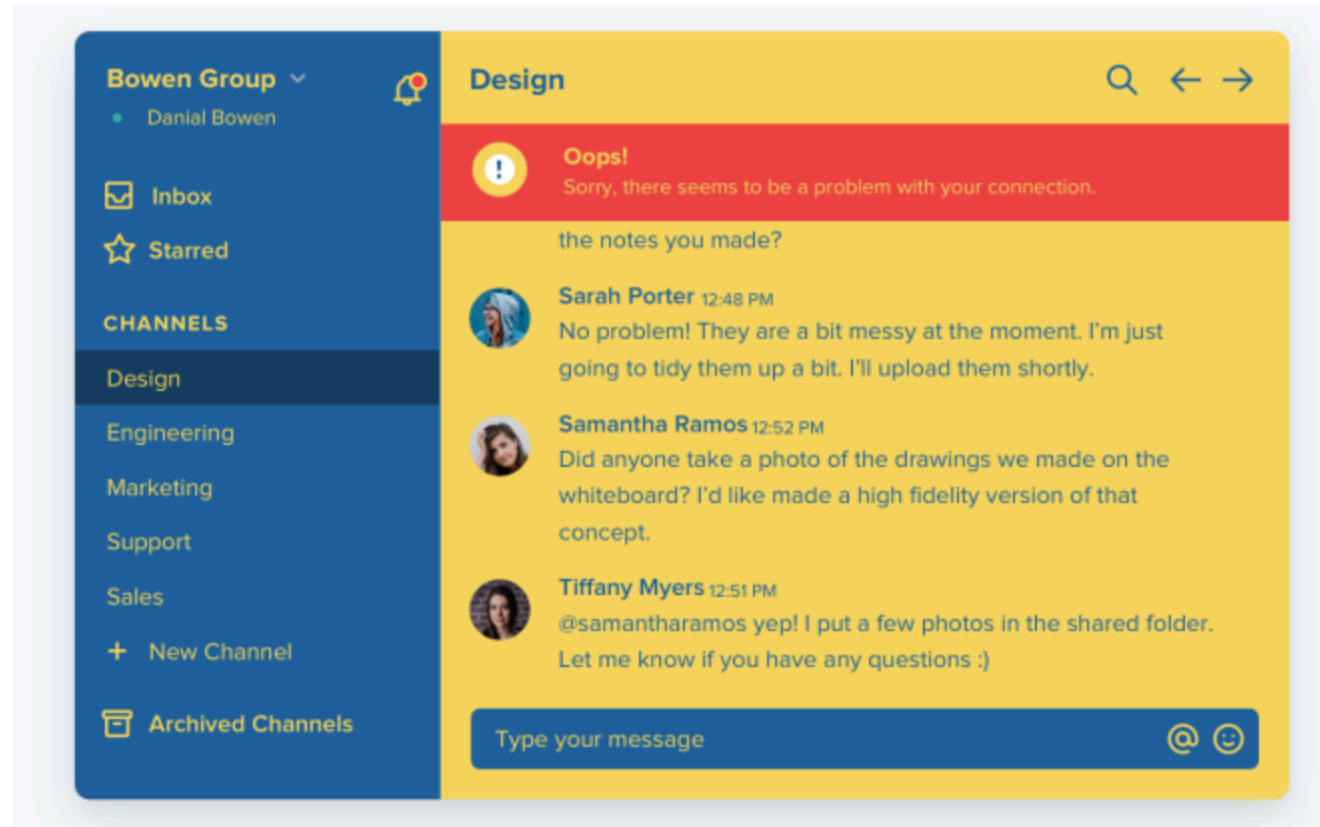 Bowen Group
Danial Bowen
Inbox
Starred
CHANNELS
Design
Engineering
Marketing
Support
Sales
+ New Channel
Archived Channels
Design
Oops!
Sorry, there seems to be a problem with your connection.
the notes you made?
Sarah Porter 12:48 PM
No problem! They are a bit messy at the moment. I'm just
going to tidy them up a bit. I'll upload them shortly.
Samantha Ramos 12:52 PM
Did anyone take a photo of the drawings we made on the
whiteboard? I'd like made a high fidelity version of that
concept.
Tiffany Myers 12:51 PM
@samantharamos yep! I put a few photos in the shared folder.
Let me know if you have any questions :)
Type your message